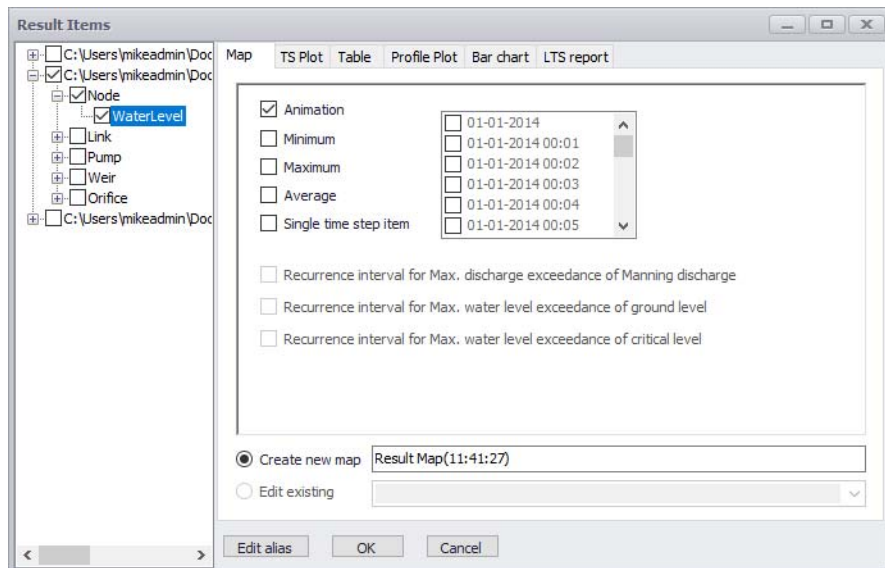 Result Items
C:\Users\mikeadmin\Doc
C:\Users\mikeadmin\Doc
Node
WaterLevel
Link
Pump
Weir
Orifice
C:\Users\mikeadmin\Doc
Map TS Plot Table Profile Plot Bar chart LTS report
Animation
Minimum
Maximum
Average
Single time step item
01-01-2014
01-01-2014 00:01
01-01-2014 00:02
01-01-2014 00:03
01-01-2014 00:04
01-01-2014 00:05
Recurrence interval for Max. discharge exceedance of Manning discharge
Recurrence interval for Max. water level exceedance of ground level
Recurrence interval for Max. water level exceedance of critical level
Create new map Result Map(11:41:27)
Edit existing
Edit alias OK Cancel